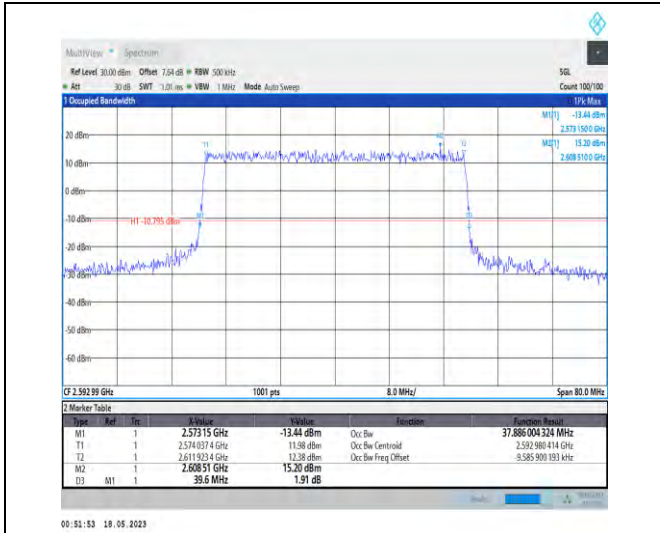 MultiView Spectrum
Ref Level 30.00 dBm Offset 7.64 dB RBW 500 kHz SGL
Att 30 dB SWT 1.01 ms VBW 1 MHz Mode Auto Sweep Count 100/100
1 Occupied Bandwidth 1Pk Max
M1[1] -13.44 dBm
2.573 150 0 GHz
M2[1] 15.20 dBm
2.608 510 0 GHz
20 dBm
T1 M2 T2
10 dBm
0 dBm
-10 dBm
H1 -10.795 dBm
M1
D3
-20 dBm
-30 dBm
-40 dBm
-50 dBm
-60 dBm
CF 2.592 99 GHz 1001 pts 8.0 MHz/ Span 80.0 MHz
2 Marker Table
Type Ref Trc X-Value Y-Value Function Function Result
M1 1 2.573 15 GHz -13.44 dBm Occ Bw 37.886 004 324 MHz
T1 1 2.574 037 4 GHz 11.98 dBm Occ Bw Centroid 2.592 980 414 GHz
T2 1 2.611 923 4 GHz 12.38 dBm Occ Bw Freq Offset -9.585 900 193 kHz
M2 1 2.608 51 GHz 15.20 dBm
D3 M1 1 39.6 MHz 1.91 dB
00:51:53 18.05.2023